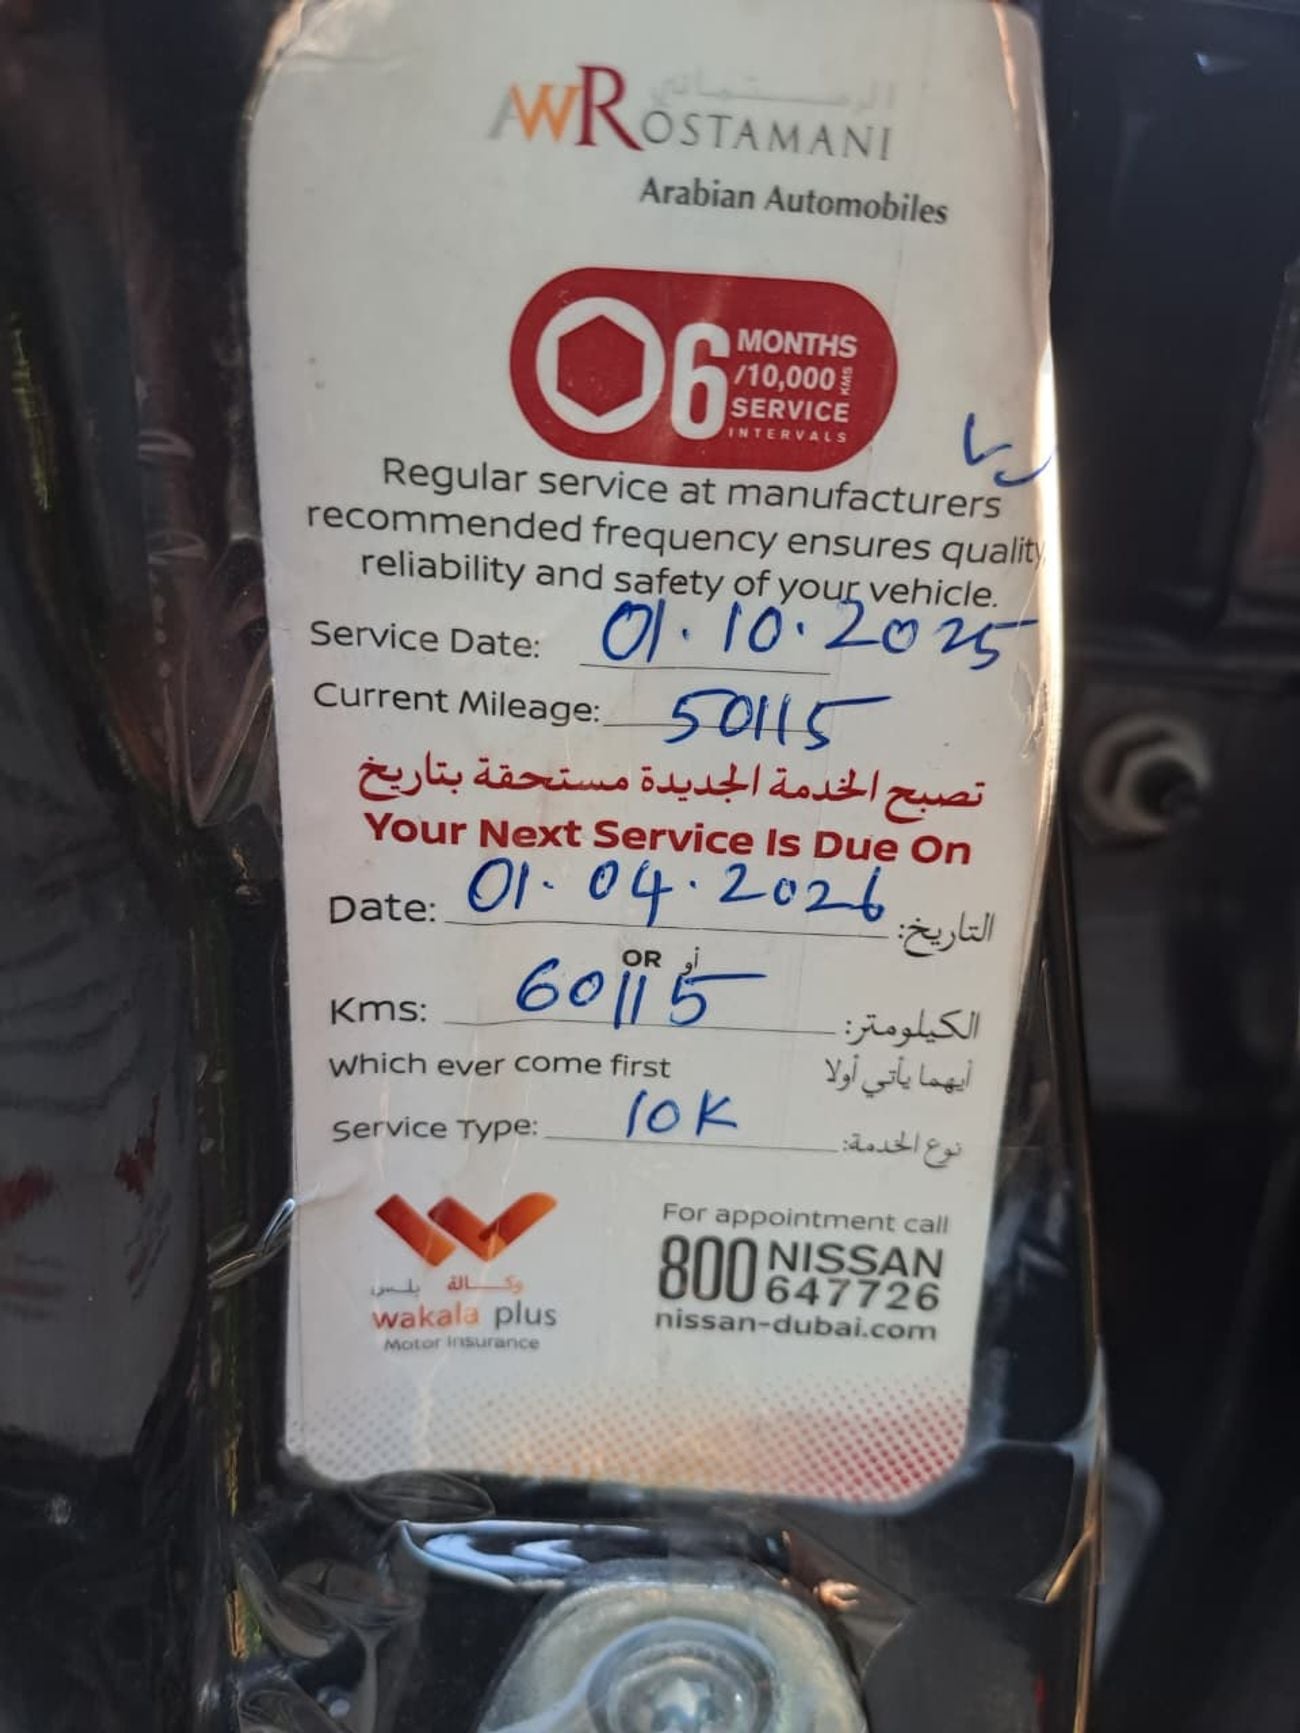 الرستماني
AWROSTAMANI
Arabian Automobiles
06 MONTHS
/10,000 KMS
SERVICE
INTERVALS
Regular service at manufacturers
recommended frequency ensures quality
reliability and safety of your vehicle.
Service Date: 01.10.2025
Current Mileage: 50115
تصبح الخدمة الجديدة مستحقة بتاريخ
Your Next Service Is Due On
Date: 01.04.2026 التاريخ:
OR أو
Kms: 60115 الكيلومتر:
Which ever come first أيهما يأتي أولا
Service Type: 10K نوع الخدمة:
وكالة بلس
wakala plus
Motor Insurance
For appointment call
800 NISSAN
647726
nissan-dubai.com